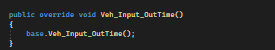 public override void Veh_Input_OutTime()
{
base.Veh_Input_OutTime();
}